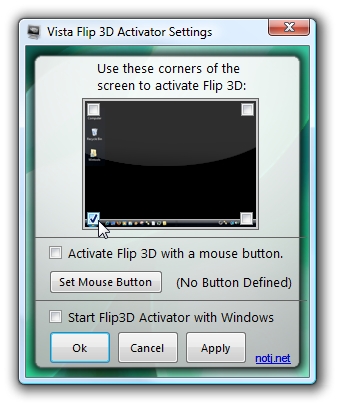 Vista Flip 3D Activator Settings
Use these corners of the
screen to activate Flip 3D:
Computer
Recycle Bin
Activate Flip 3D with a mouse button.
Set Mouse Button (No Button Defined)
Start Flip3D Activator with Windows
Ok Cancel Apply
notj.net